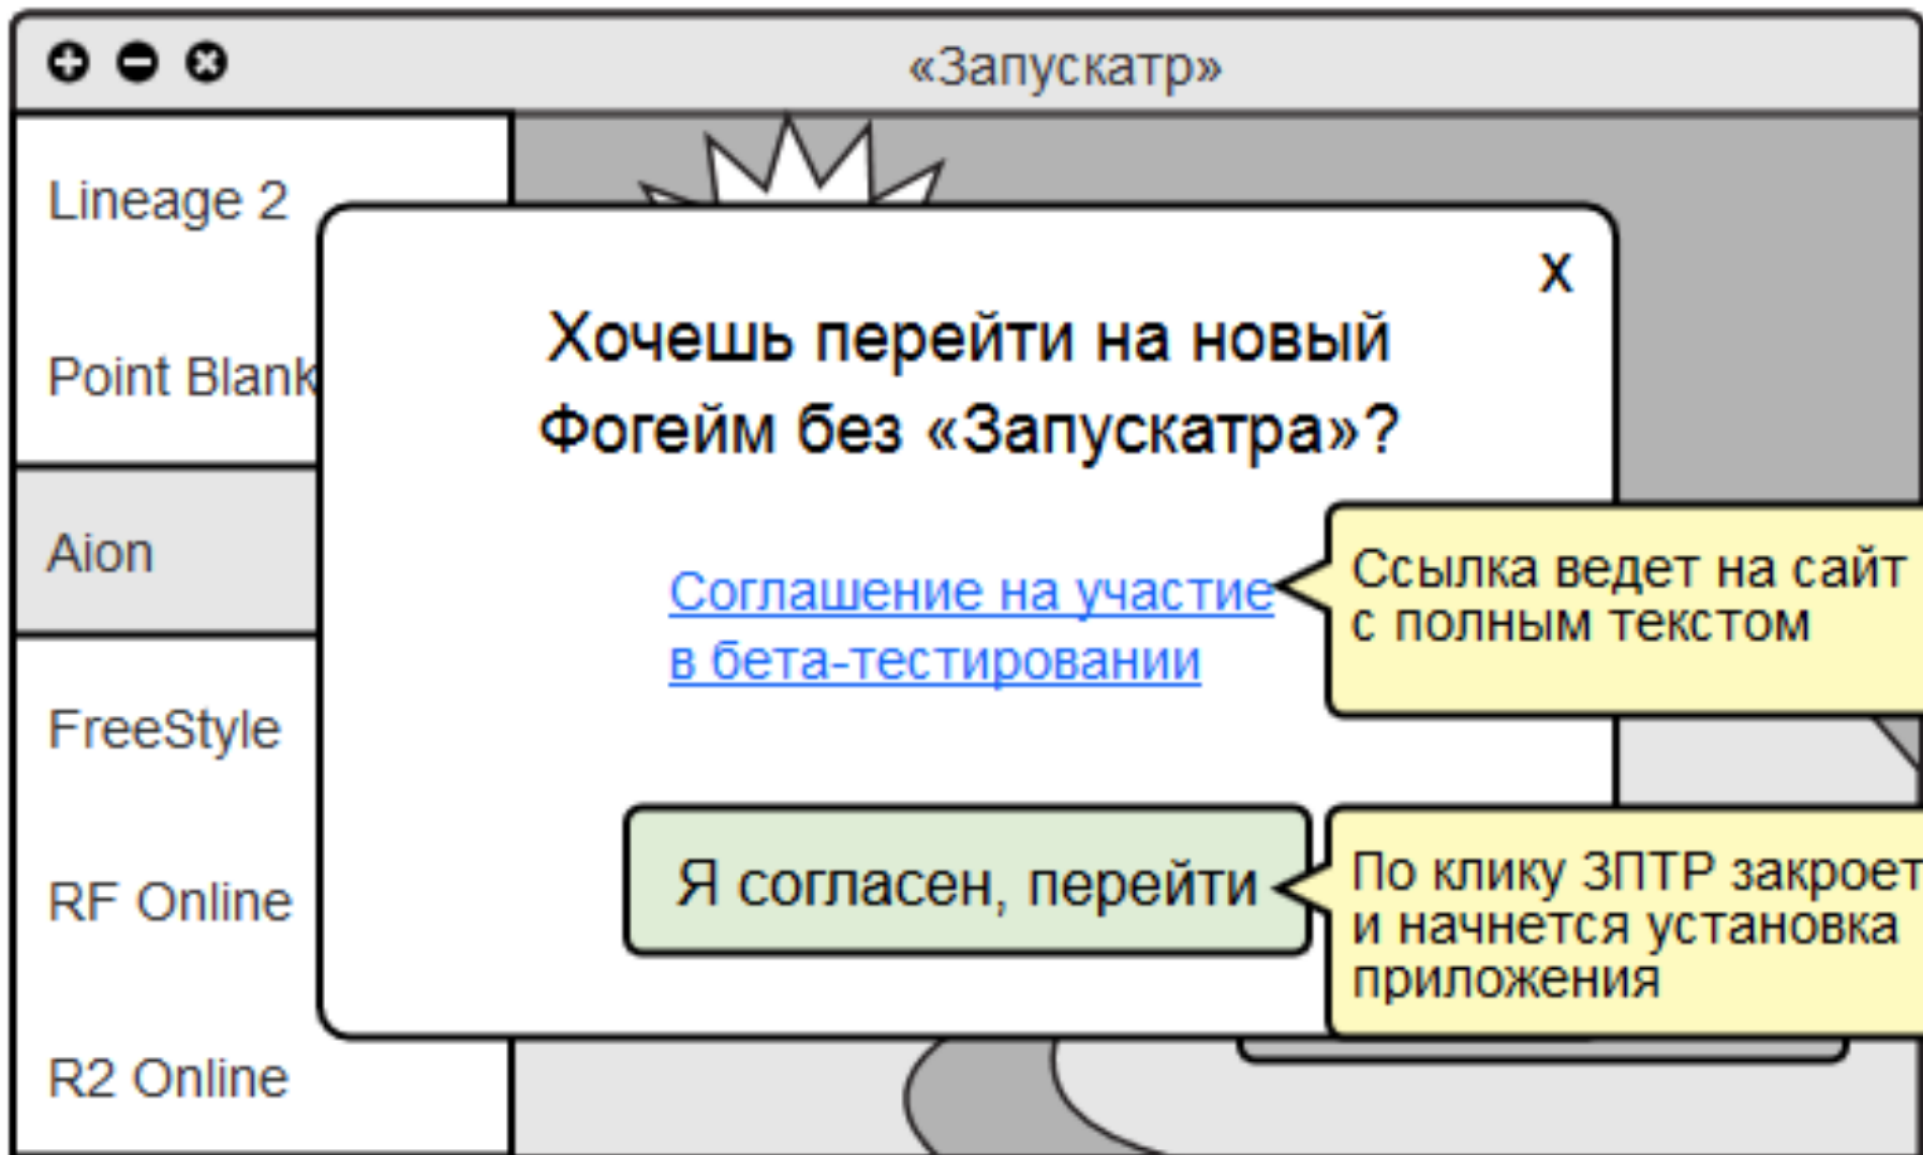 «Запускатр»
Lineage 2
Point Blank
Aion
FreeStyle
RF Online
R2 Online
x
Хочешь перейти на новый
Фогейм без «Запускатра»?
Соглашение на участие
в бета-тестировании
Ссылка ведет на сайт
с полным текстом
Я согласен, перейти
По клику ЗПТР закроет
и начнется установка
приложения